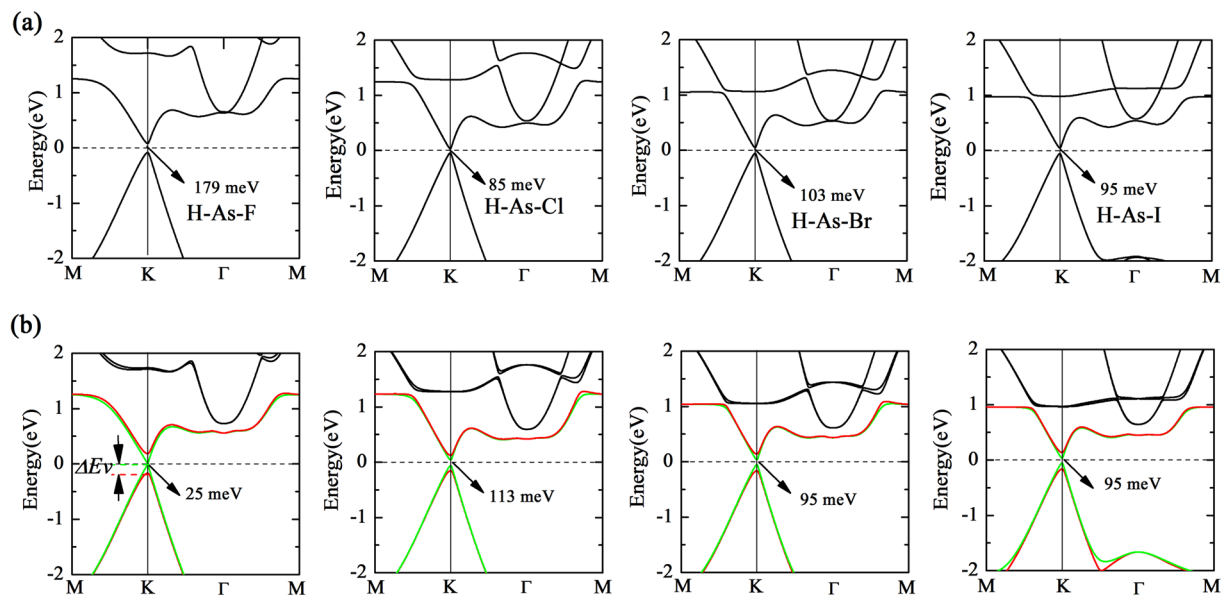 (a)
Energy(eV)
2
1
0
-1
-2
179 meV
H-As-F
M K Γ M
Energy(eV)
2
1
0
-1
-2
85 meV
H-As-Cl
M K Γ M
Energy(eV)
2
1
0
-1
-2
103 meV
H-As-Br
M K Γ M
Energy(eV)
2
1
0
-1
-2
95 meV
H-As-I
M K Γ M
(b)
Energy(eV)
2
1
0
-1
-2
ΔEv
25 meV
M K Γ M
Energy(eV)
2
1
0
-1
-2
113 meV
M K Γ M
Energy(eV)
2
1
0
-1
-2
95 meV
M K Γ M
Energy(eV)
2
1
0
-1
-2
95 meV
M K Γ M